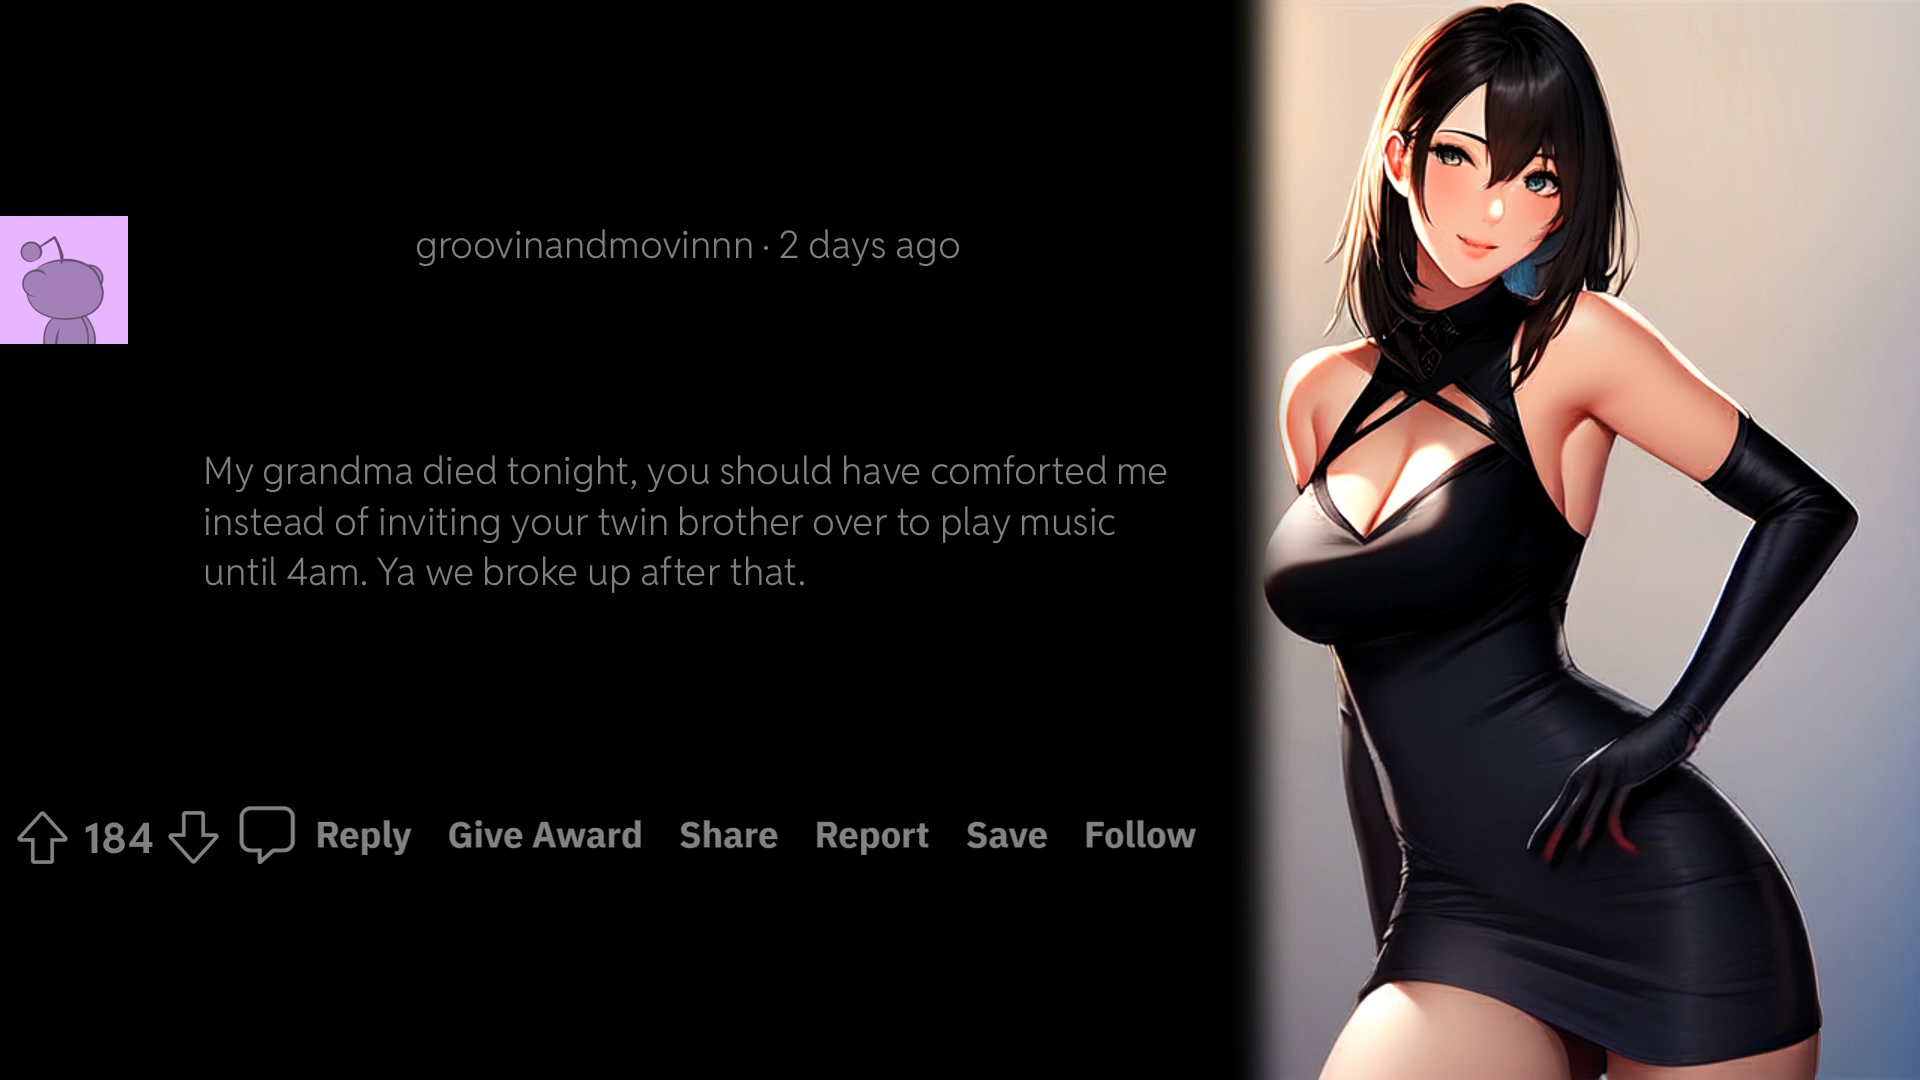 groovinandmovinnn · 2 days ago
My grandma died tonight, you should have comforted me
instead of inviting your twin brother over to play music
until 4am. Ya we broke up after that.
184 Reply Give Award Share Report Save Follow